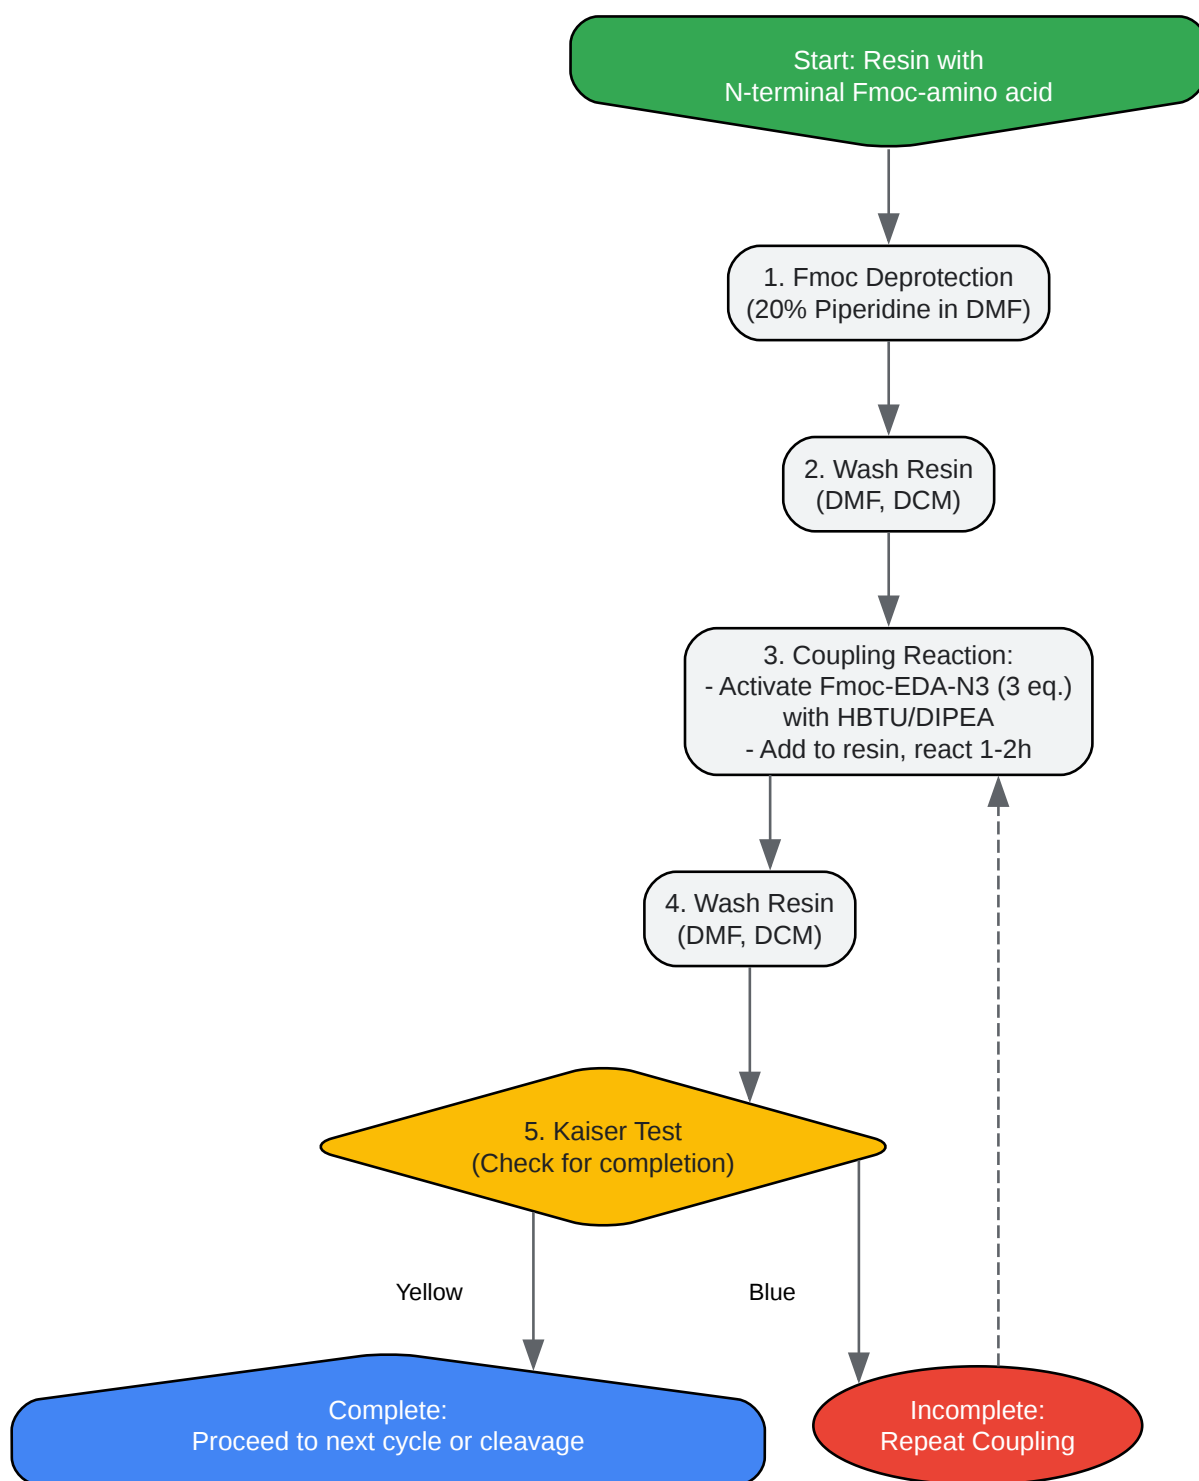 Start: Resin with
N-terminal Fmoc-amino acid
1. Fmoc Deprotection
(20% Piperidine in DMF)
2. Wash Resin
(DMF, DCM)
3. Coupling Reaction:
- Activate Fmoc-EDA-N3 (3 eq.)
with HBTU/DIPEA
- Add to resin, react 1-2h
4. Wash Resin
(DMF, DCM)
5. Kaiser Test
(Check for completion)
Yellow
Blue
Complete:
Proceed to next cycle or cleavage
Incomplete:
Repeat Coupling